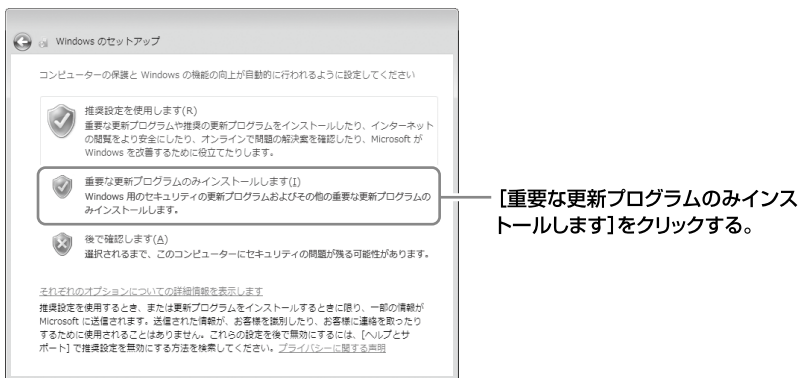 Windows のセットアップ
コンピューターの保護と Windows の機能の向上が自動的に行われるように設定してください
推奨設定を使用します(R)
重要な更新プログラムや推奨の更新プログラムをインストールしたり、インターネット
の閲覧をより安全にしたり、オンラインで問題の解決策を確認したり、Microsoft が
Windows を改善するために役立てたりします。
重要な更新プログラムのみインストールします(I)
Windows 用のセキュリティの更新プログラムおよびその他の重要な更新プログラムの
みインストールします。
[重要な更新プログラムのみインス
トールします]をクリックする。
後で確認します(A)
選択されるまで、このコンピューターにセキュリティの問題が残る可能性があります。
それぞれのオプションについての詳細情報を表示します
推奨設定を使用するとき、または更新プログラムをインストールするときに限り、一部の情報が
Microsoft に送信されます。送信された情報が、お客様を識別したり、お客様に連絡を取ったり
するために使用されることはありません。これらの設定を後で無効にするには、[ヘルプとサ
ポート] で推奨設定を無効にする方法を検索してください。プライバシーに関する声明